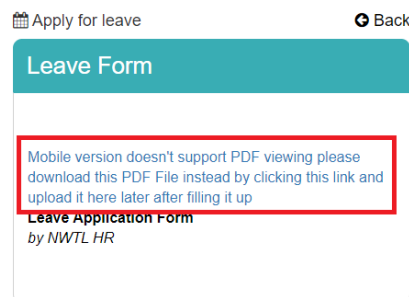 Apply for leave
Back
Leave Form
Mobile version doesn't support PDF viewing please
download this PDF File instead by clicking this link and
upload it here later after filling it up
Leave Application Form
by NWTL HR